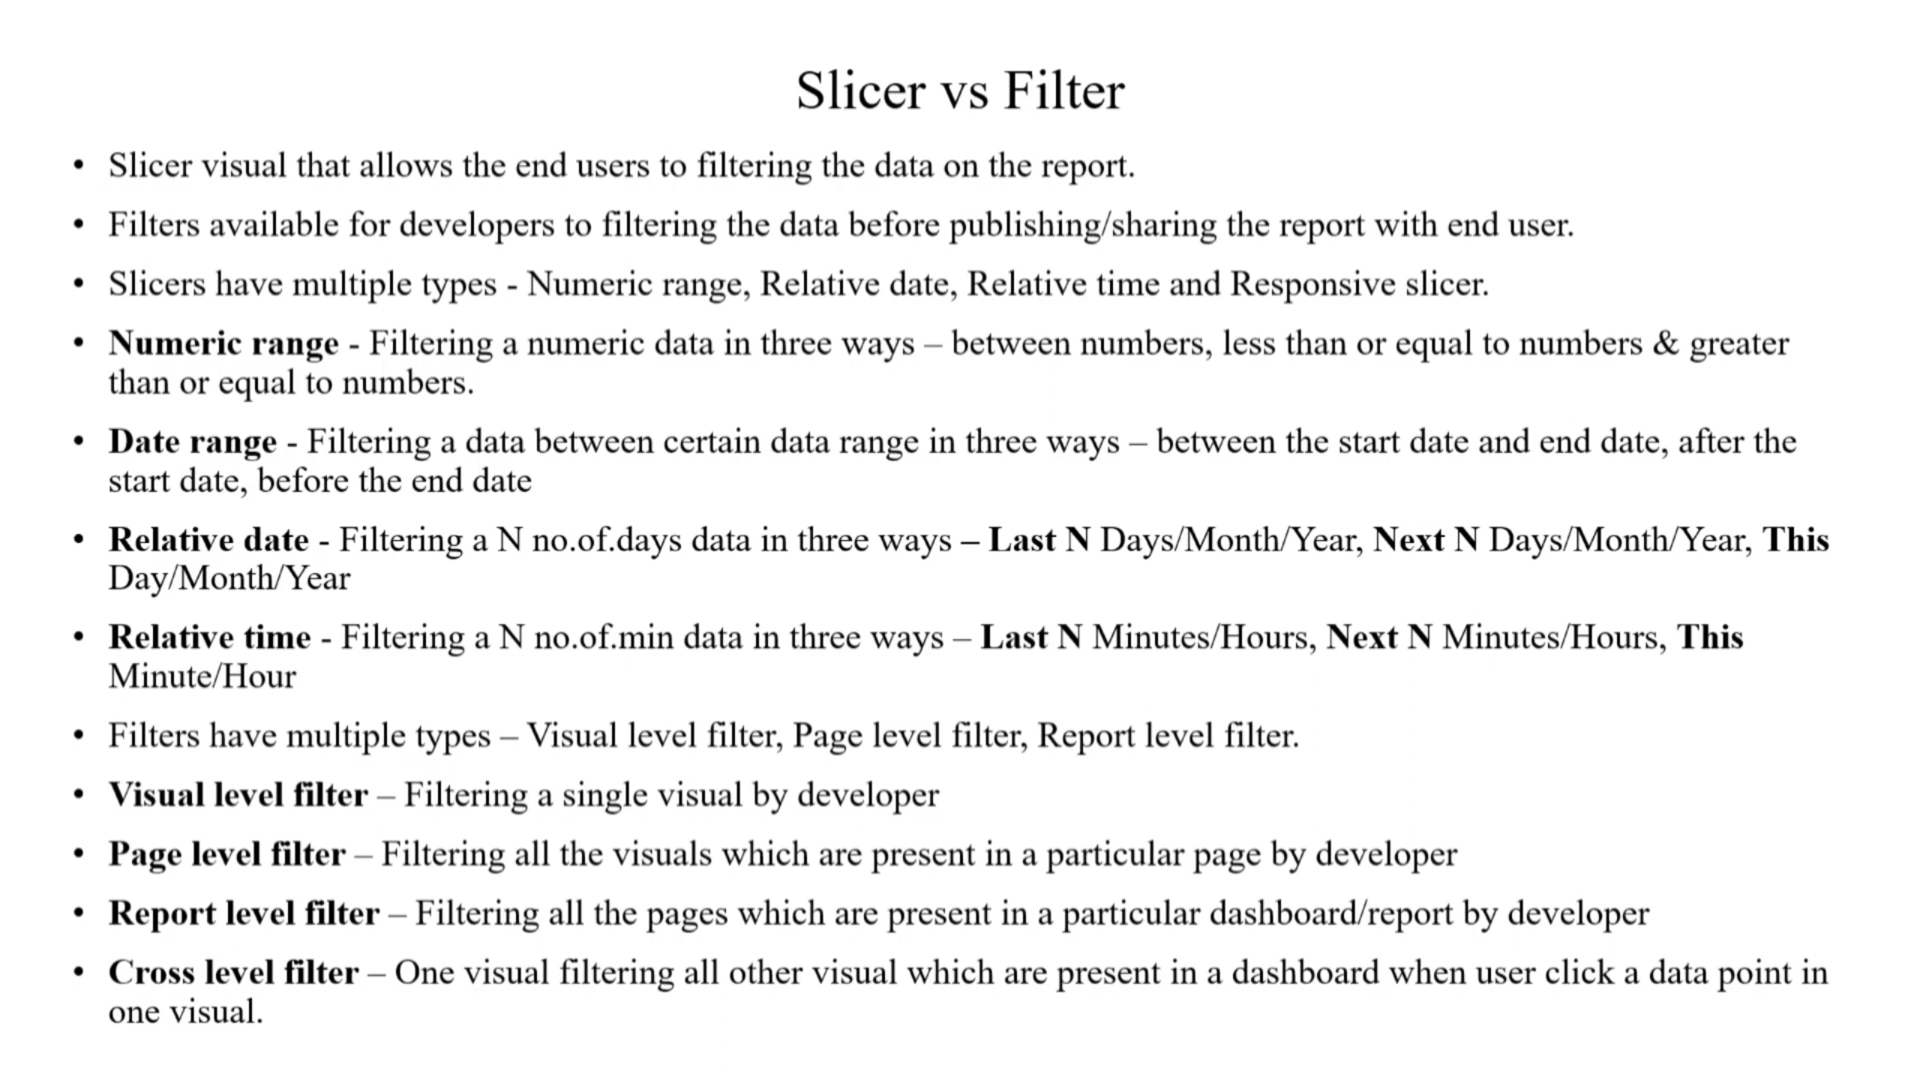 Slicer vs Filter
• Slicer visual that allows the end users to filtering the data on the report.
• Filters available for developers to filtering the data before publishing/sharing the report with end user.
• Slicers have multiple types - Numeric range, Relative date, Relative time and Responsive slicer.
• Numeric range - Filtering a numeric data in three ways – between numbers, less than or equal to numbers & greater
than or equal to numbers.
• Date range - Filtering a data between certain data range in three ways – between the start date and end date, after the
start date, before the end date
• Relative date - Filtering a N no.of.days data in three ways – Last N Days/Month/Year, Next N Days/Month/Year, This
Day/Month/Year
• Relative time - Filtering a N no.of.min data in three ways – Last N Minutes/Hours, Next N Minutes/Hours, This
Minute/Hour
• Filters have multiple types – Visual level filter, Page level filter, Report level filter.
• Visual level filter – Filtering a single visual by developer
• Page level filter – Filtering all the visuals which are present in a particular page by developer
• Report level filter – Filtering all the pages which are present in a particular dashboard/report by developer
• Cross level filter – One visual filtering all other visual which are present in a dashboard when user click a data point in
one visual.